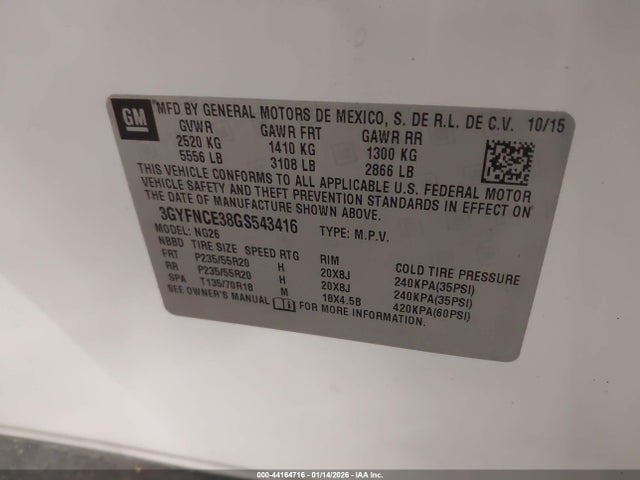 GM
®MFD BY GENERAL MOTORS DE MEXICO, S. DE R.L. DE C.V. 10/15
GVWR GAWR FRT GAWR RR
2520 KG 1410 KG 1300 KG
5556 LB 3108 LB 2866 LB
THIS VEHICLE CONFORMS TO ALL APPLICABLE U.S. FEDERAL MOTOR
VEHICLE SAFETY AND THEFT PREVENTION STANDARDS IN EFFECT ON
THE DATE OF MANUFACTURE SHOWN ABOVE.
3GYFNCE38GS543416 TYPE: M.P.V.
MODEL: NG26
NBBD TIRE SIZE SPEED RTG RIM COLD TIRE PRESSURE
FRT P235/55R20 H 20X8J 240KPA(35PSI)
RR P235/55R20 H 20X8J 240KPA(35PSI)
SPA T135/70R18 M 18X4.5B 420KPA(60PSI)
SEE OWNER'S MANUAL FOR MORE INFORMATION.
000-44164716 - 01/14/2026 - IAA Inc.